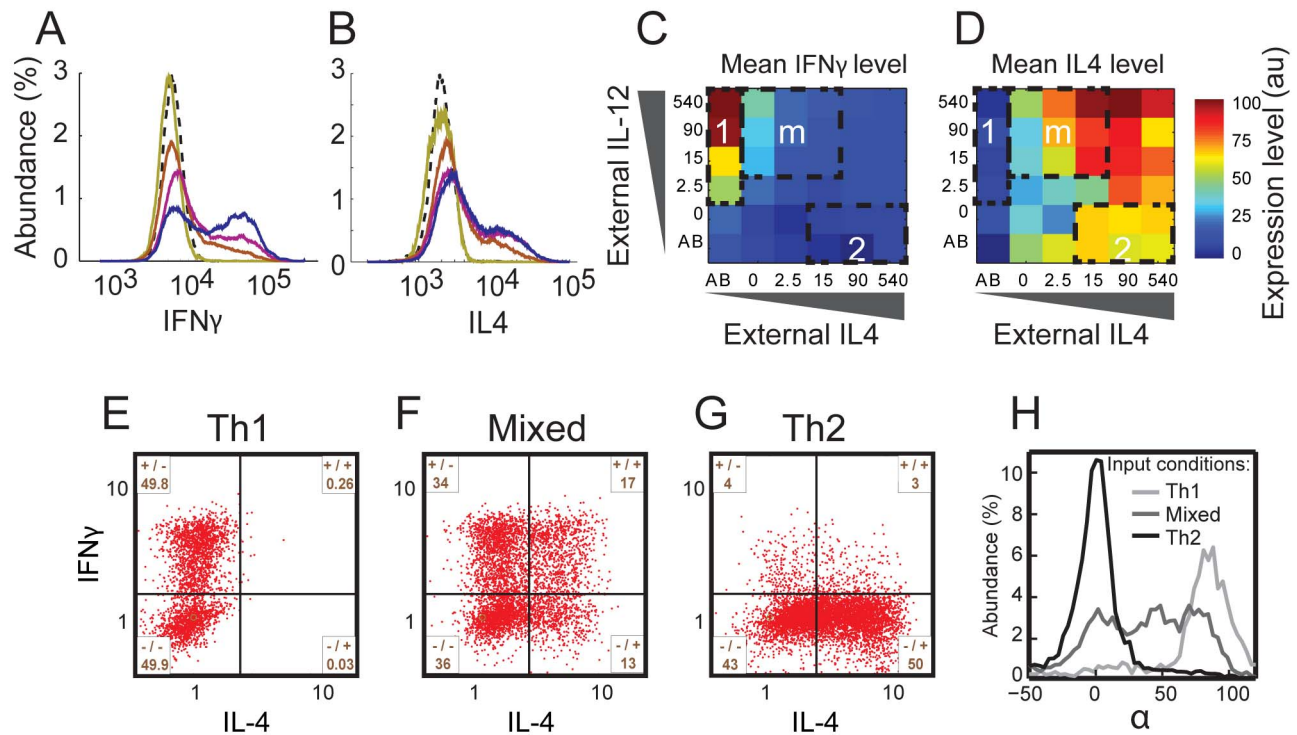 A
B
C
D
Abundance (%)
3
2
1
0
10³
10⁴
10⁵
IFNγ
3
2
1
0
10³
10⁴
10⁵
IL4
External IL-12
Mean IFNγ level
540
90
15
2.5
0
AB
1
m
2
AB 0 2.5 15 90 540
External IL4
Mean IL4 level
540
90
15
2.5
0
AB
1
m
2
AB 0 2.5 15 90 540
External IL4
100
75
50
25
0
Expression level (au)
E
F
G
H
Th1
IFNγ
10
1
+ / -
49.8
+ / +
0.26
- / -
49.9
- / +
0.03
1
10
IL-4
Mixed
10
1
+ / -
34
+ / +
17
- / -
36
- / +
13
1
10
IL-4
Th2
10
1
+ / -
4
+ / +
3
- / -
43
- / +
50
1
10
IL-4
Abundance (%)
10
8
6
4
2
0
Input conditions:
Th1
Mixed
Th2
-50 0 50 100
α